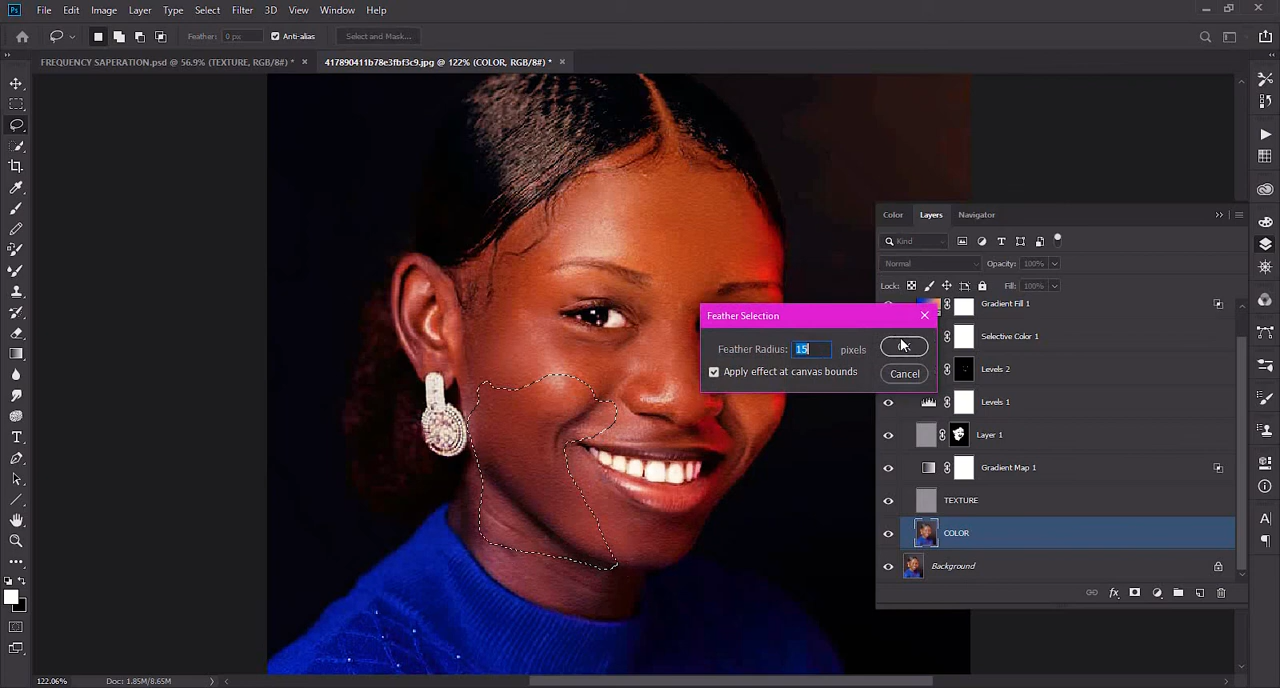 Ps File Edit Image Layer Type Select Filter 3D View Window Help
Feather: 0 px Anti-alias Select and Mask...
FREQUENCY SAPERATION.psd @ 56.9% (TEXTURE, RGB/8#) * × 417890411b78e3fbf3c9.jpg @ 122% (COLOR, RGB/8#) * ×
Color Layers Navigator
Kind
Normal Opacity: 100%
Lock: Fill: 100%
Gradient Fill 1
Selective Color 1
Levels 2
Levels 1
Layer 1
Gradient Map 1
TEXTURE
COLOR
Background
Feather Selection
Feather Radius: 15 pixels
Apply effect at canvas bounds
Cancel
122.06% Doc: 1.85M/8.65M